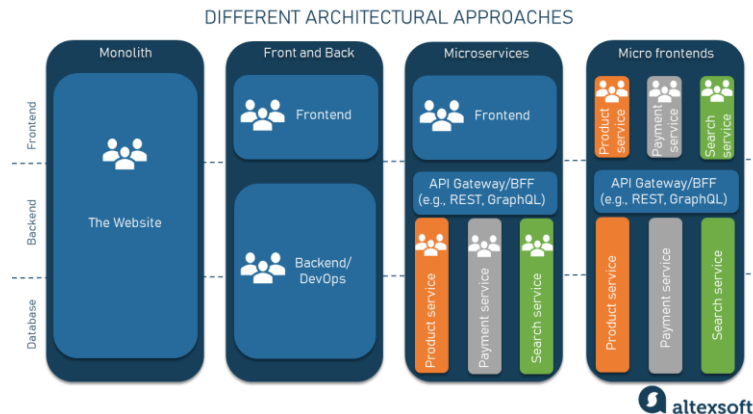 DIFFERENT ARCHITECTURAL APPROACHES
Monolith
Front and Back
Microservices
Micro frontends
Frontend
Backend
Database
The Website
Frontend
Backend/
DevOps
Frontend
API Gateway/BFF
(e.g., REST, GraphQL)
Product service
Payment service
Search service
Product
service
Payment
service
Search
service
API Gateway/BFF
(e.g., REST, GraphQL)
Product service
Payment service
Search service
altexsoft